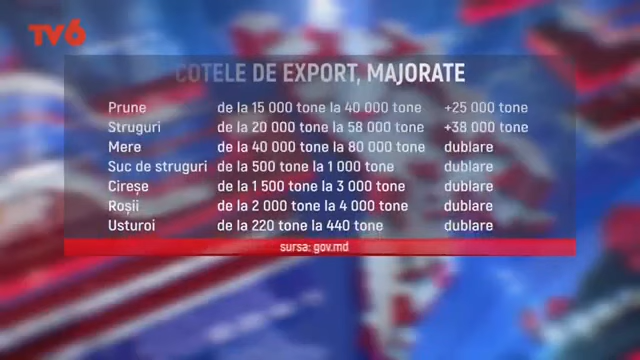 TV6
COTELE DE EXPORT, MAJORATE
Prune de la 15 000 tone la 40 000 tone +25 000 tone
Struguri de la 20 000 tone la 58 000 tone +38 000 tone
Mere de la 40 000 tone la 80 000 tone dublare
Suc de struguri de la 500 tone la 1 000 tone dublare
Cireșe de la 1 500 tone la 3 000 tone dublare
Roșii de la 2 000 tone la 4 000 tone dublare
Usturoi de la 220 tone la 440 tone dublare
sursa: gov.md